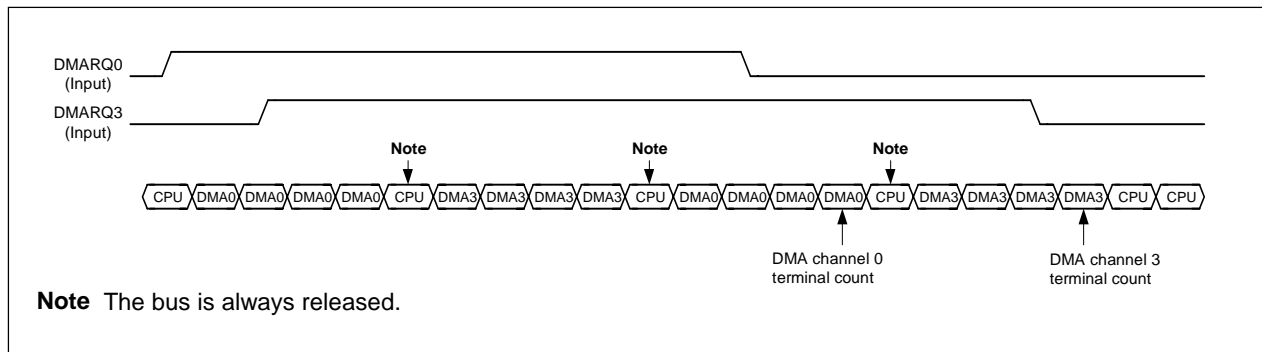 DMARQ0
(Input)
DMARQ3
(Input)
Note Note Note
CPU DMA0 DMA0 DMA0 DMA0 CPU DMA3 DMA3 DMA3 DMA3 CPU DMA0 DMA0 DMA0 DMA0 CPU DMA3 DMA3 DMA3 DMA3 CPU CPU
DMA channel 0
terminal count
DMA channel 3
terminal count
Note The bus is always released.